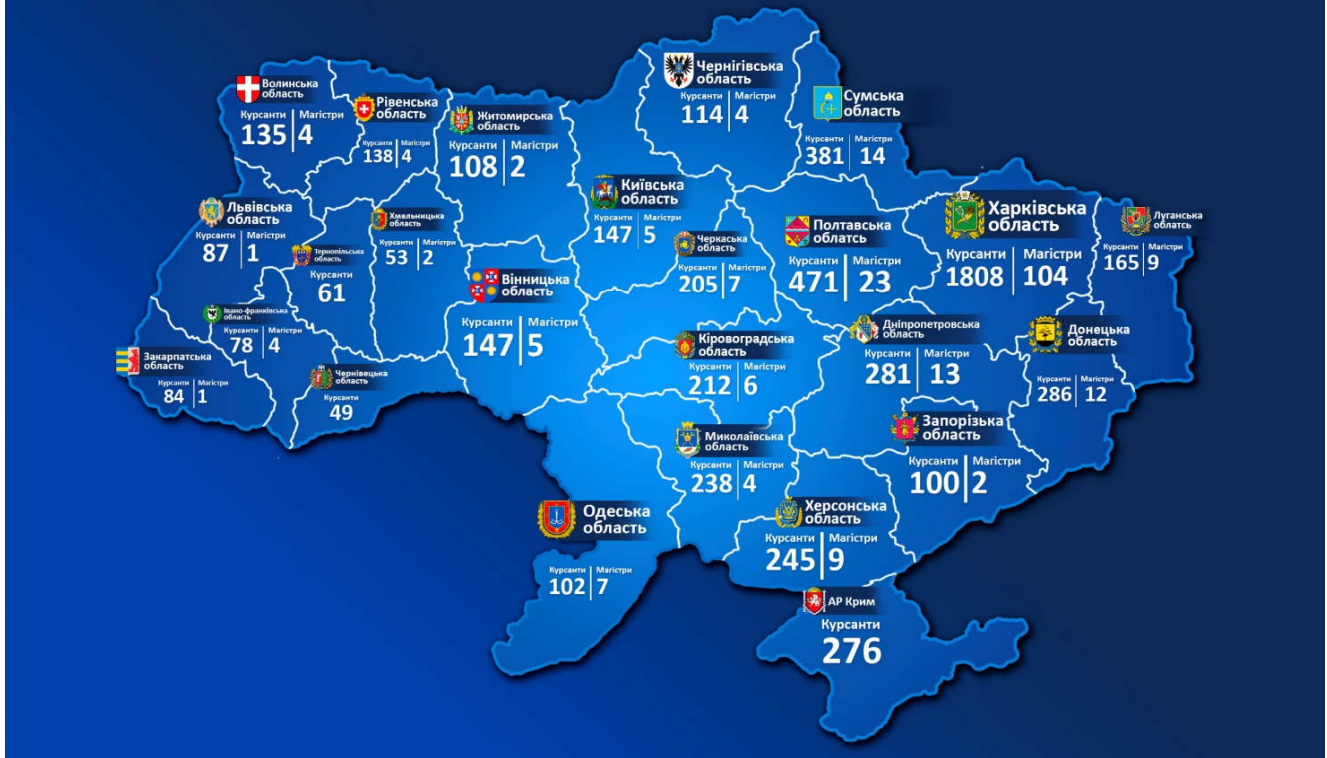 Волинська
область
Курсанти Магістри
135 4
Рівенська
область
Курсанти Магістри
138 4
Житомирська
область
Курсанти Магістри
108 2
Чернігівська
область
Курсанти Магістри
114 4
Сумська
область
Курсанти Магістри
381 14
Львівська
область
Курсанти Магістри
87 1
Тернопільська
область
Курсанти
61
Хмельницька
область
Курсанти Магістри
53 2
Київська
область
Курсанти Магістри
147 5
Черкаська
область
Курсанти Магістри
205 7
Полтавська
облатсь
Курсанти Магістри
471 23
Харківська
область
Курсанти Магістри
1808 104
Луганська
облатсь
Курсанти Магістри
165 9
Вінницька
область
Курсанти Магістри
147 5
Івано-франківська
область
Курсанти Магістри
78 4
Закарпатська
область
Курсанти Магістри
84 1
Чернівецька
область
Курсанти
49
Кіровоградська
область
Курсанти Магістри
212 6
Дніпропетровська
область
Курсанти Магістри
281 13
Донецька
область
Курсанти Магістри
286 12
Запорізька
область
Курсанти Магістри
100 2
Миколаївська
область
Курсанти Магістри
238 4
Одеська
область
Курсанти Магістри
102 7
Херсонська
область
Курсанти Магістри
245 9
АР Крим
Курсанти
276